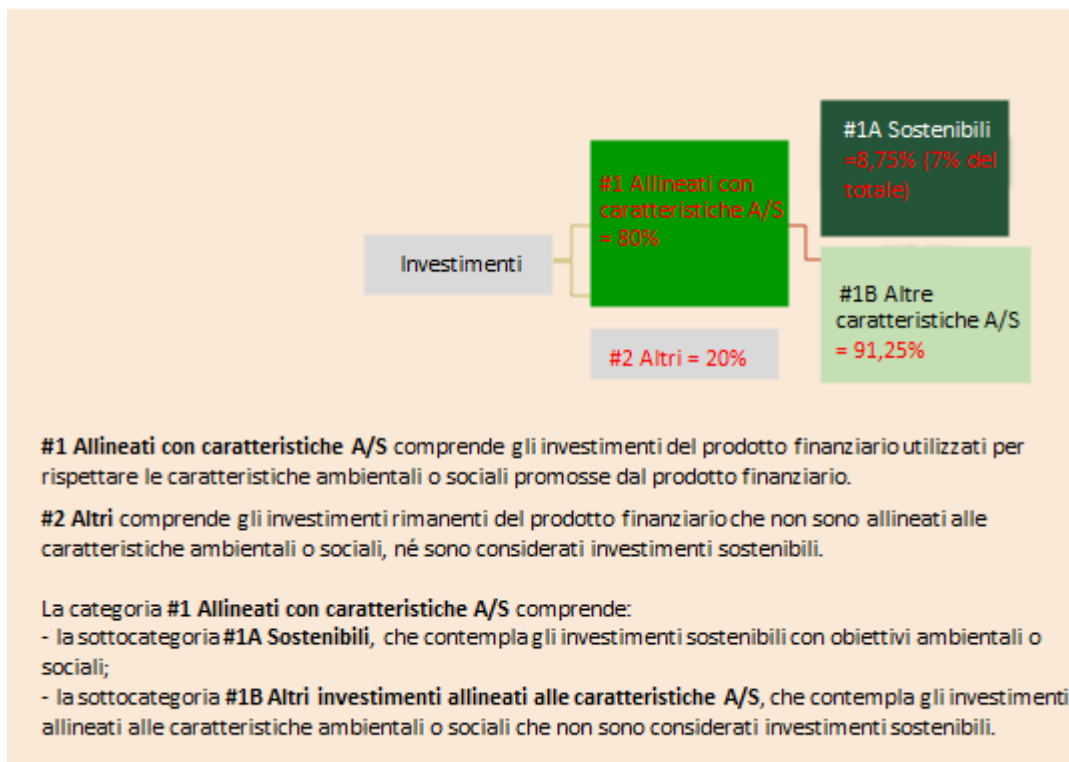 Investimenti
#1 Allineati con
caratteristiche A/S
= 80%
#2 Altri = 20%
#1A Sostenibili
=8,75% (7% del
totale)
#1B Altre
caratteristiche A/S
= 91,25%
#1 Allineati con caratteristiche A/S comprende gli investimenti del prodotto finanziario utilizzati per
rispettare le caratteristiche ambientali o sociali promosse dal prodotto finanziario.
#2 Altri comprende gli investimenti rimanenti del prodotto finanziario che non sono allineati alle
caratteristiche ambientali o sociali, né sono considerati investimenti sostenibili.
La categoria #1 Allineati con caratteristiche A/S comprende:
- la sottocategoria #1A Sostenibili, che contempla gli investimenti sostenibili con obiettivi ambientali o
sociali;
- la sottocategoria #1B Altri investimenti allineati alle caratteristiche A/S, che contempla gli investimenti
allineati alle caratteristiche ambientali o sociali che non sono considerati investimenti sostenibili.